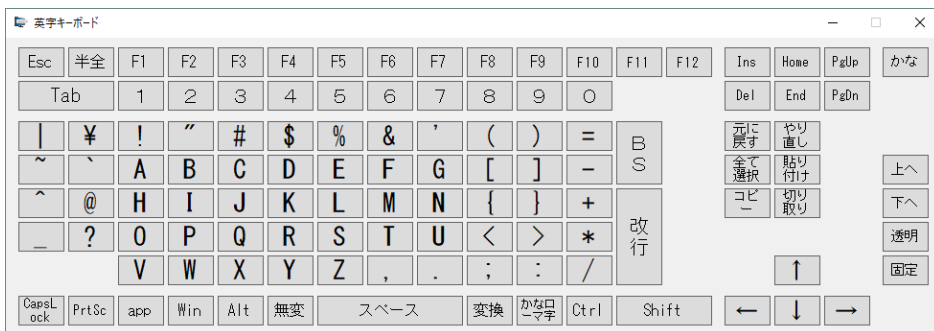 英字キーボード
Esc 半全 F1 F2 F3 F4 F5 F6 F7 F8 F9 F10 F11 F12 Ins Home PgUp かな
Tab 1 2 3 4 5 6 7 8 9 0 Del End PgDn
| ¥ ! " # $ % & ' ( ) = BS 元に戻す やり直し
~ ` A B C D E F G [ ] - 全て選択 貼り付け 上へ
^ @ H I J K L M N { } + 改行 コピー 切り取り 下へ
_ ? O P Q R S T U < > * 透明
V W X Y Z , . ; : / ↑ 固定
CapsLock PrtSc app Win Alt 無変 スペース 変換 かなローマ字 Ctrl Shift ← ↓ →